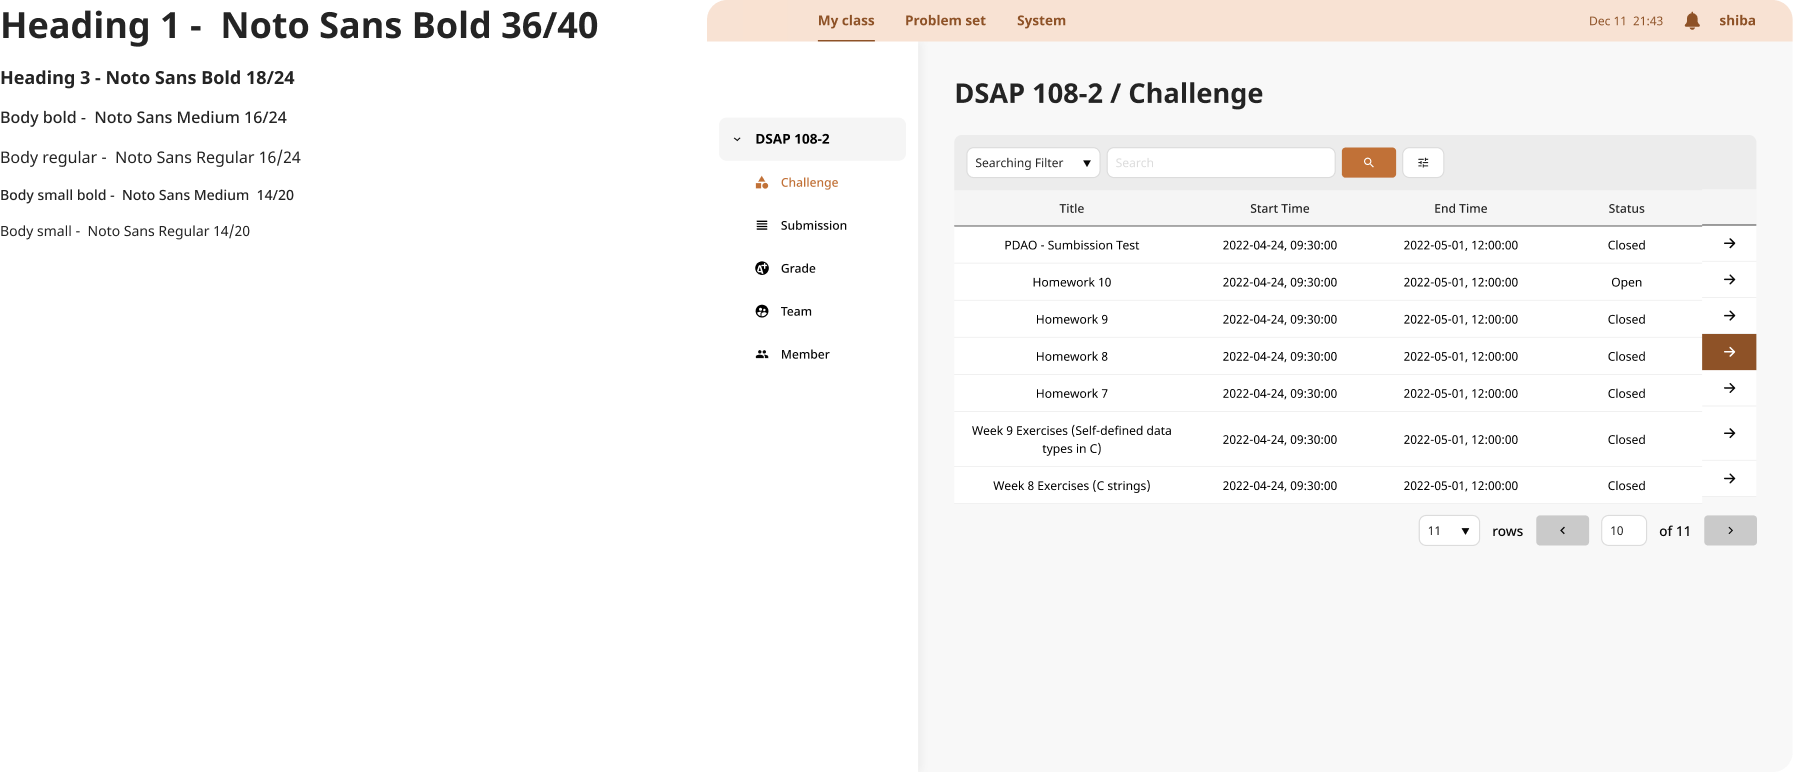 Heading 1 -  Noto Sans Bold 36/40
Heading 3 - Noto Sans Bold 18/24
Body bold -  Noto Sans Medium 16/24
Body regular -  Noto Sans Regular 16/24
Body small bold -  Noto Sans Medium  14/20
Body small -  Noto Sans Regular 14/20
My class Problem set System Dec 11  21:43 shiba
DSAP 108-2
Challenge
Submission
Grade
Team
Member
DSAP 108-2 / Challenge
Searching Filter Search
Title Start Time End Time Status
PDAO - Sumbission Test 2022-04-24, 09:30:00 2022-05-01, 12:00:00 Closed
Homework 10 2022-04-24, 09:30:00 2022-05-01, 12:00:00 Open
Homework 9 2022-04-24, 09:30:00 2022-05-01, 12:00:00 Closed
Homework 8 2022-04-24, 09:30:00 2022-05-01, 12:00:00 Closed
Homework 7 2022-04-24, 09:30:00 2022-05-01, 12:00:00 Closed
Week 9 Exercises (Self-defined data
types in C) 2022-04-24, 09:30:00 2022-05-01, 12:00:00 Closed
Week 8 Exercises (C strings) 2022-04-24, 09:30:00 2022-05-01, 12:00:00 Closed
11 rows 10 of 11